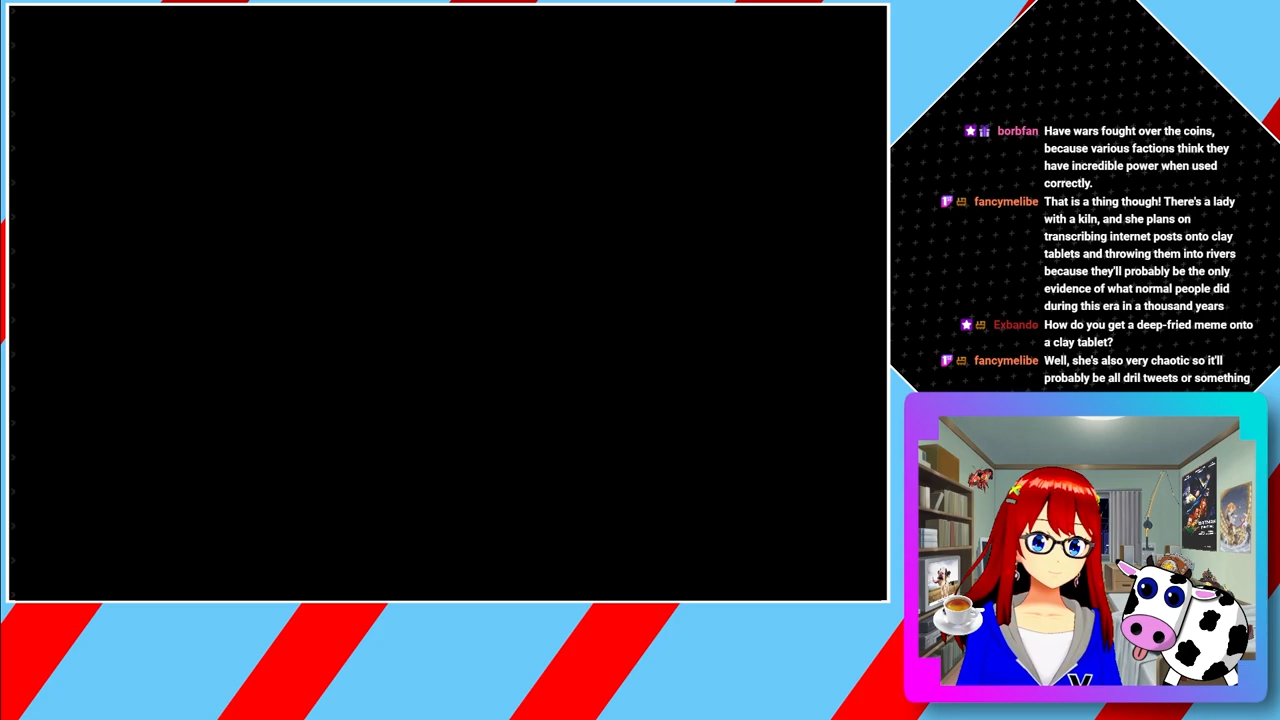 borbfan Have wars fought over the coins,
because various factions think they
have incredible power when used
correctly.
fancymelibe That is a thing though! There's a lady
with a kiln, and she plans on
transcribing internet posts onto clay
tablets and throwing them into rivers
because they'll probably be the only
evidence of what normal people did
during this era in a thousand years
Exbando How do you get a deep-fried meme onto
a clay tablet?
fancymelibe Well, she's also very chaotic so it'll
probably be all dril tweets or something